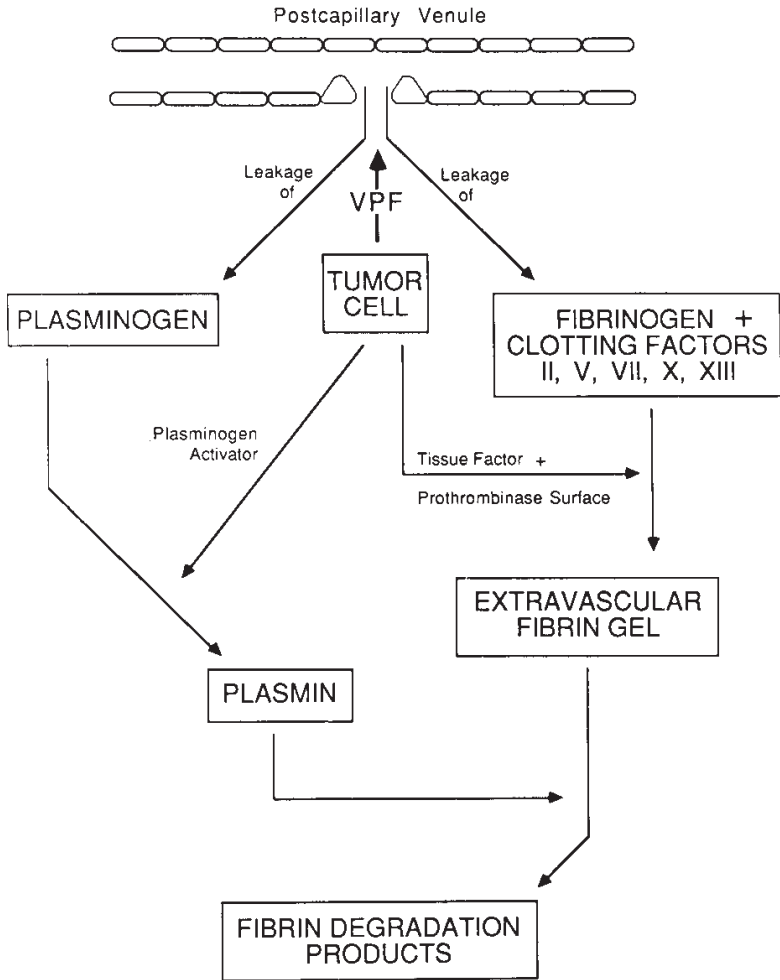 Postcapillary Venule
Leakage
of
VPF
Leakage
of
PLASMINOGEN
TUMOR
CELL
FIBRINOGEN +
CLOTTING FACTORS
II, V, VII, X, XIII
Plasminogen
Activator
Tissue Factor +
Prothrombinase Surface
EXTRAVASCULAR
FIBRIN GEL
PLASMIN
FIBRIN DEGRADATION
PRODUCTS